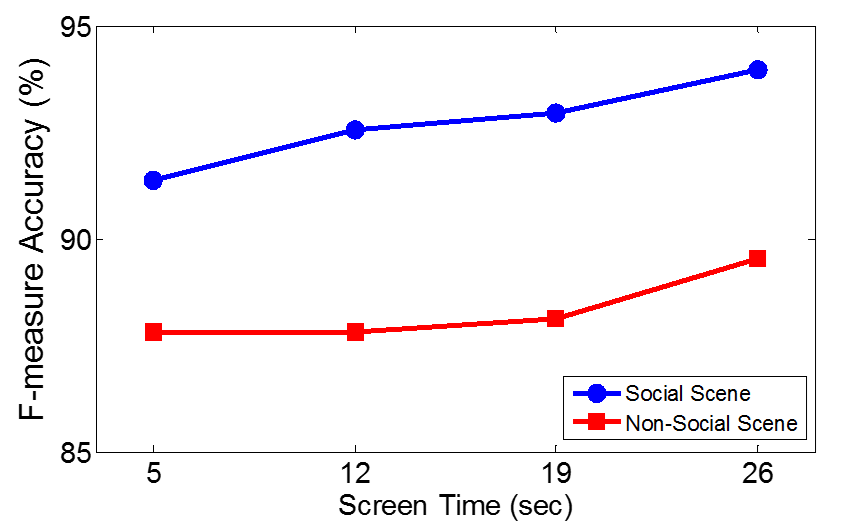 F-measure Accuracy (%)
95
90
85
5 12 19 26
Screen Time (sec)
Social Scene
Non-Social Scene